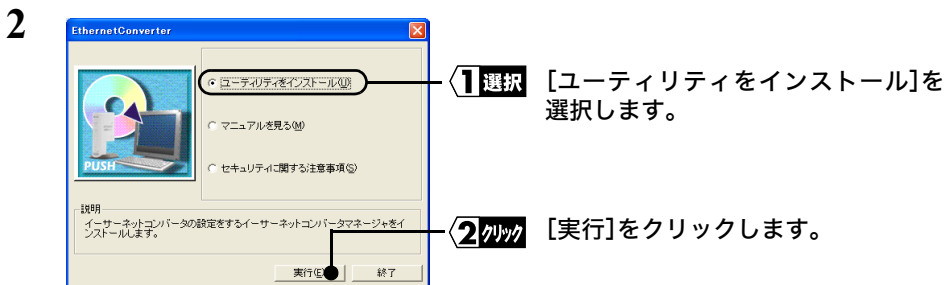 2
EthernetConverter
ユーティリティをインストール(U)
マニュアルを見る(M)
セキュリティに関する注意事項(S)
PUSH
説明
イーサーネットコンバータの設定をするイーサーネットコンバータマネージャをイ
ンストールします。
実行(E)
終了
1 選択
[ユーティリティをインストール]を
選択します。
2 クリック
[実行]をクリックします。